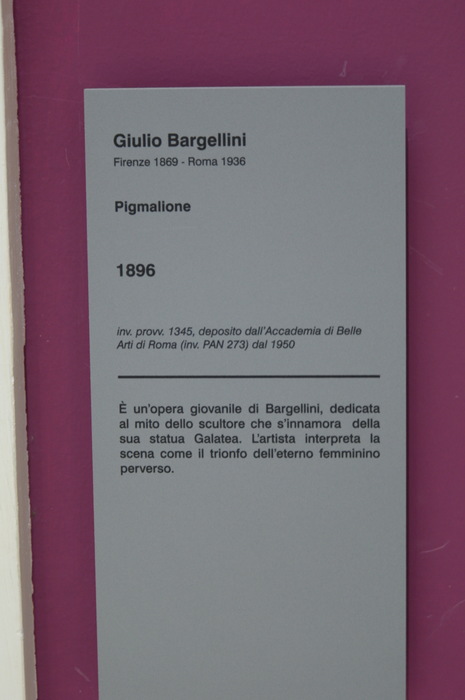 Giulio Bargellini
Firenze 1869 - Roma 1936
Pigmalione
1896
inv. provv. 1345, deposito dall'Accademia di Belle
Arti di Roma (inv. PAN 273) dal 1950
È un'opera giovanile di Bargellini, dedicata
al mito dello scultore che s'innamora della
sua statua Galatea. L'artista interpreta la
scena come il trionfo dell'eterno femminino
perverso.